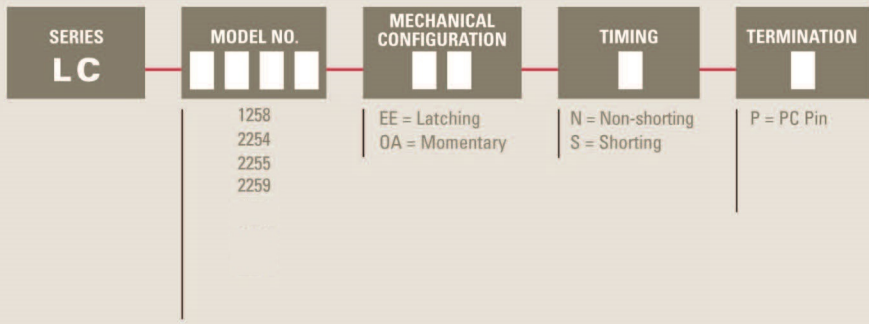 SERIES
LC
MODEL NO.
MECHANICAL
CONFIGURATION
TIMING
TERMINATION
1258
2254
2255
2259
EE = Latching
OA = Momentary
N = Non-shorting
S = Shorting
P = PC Pin